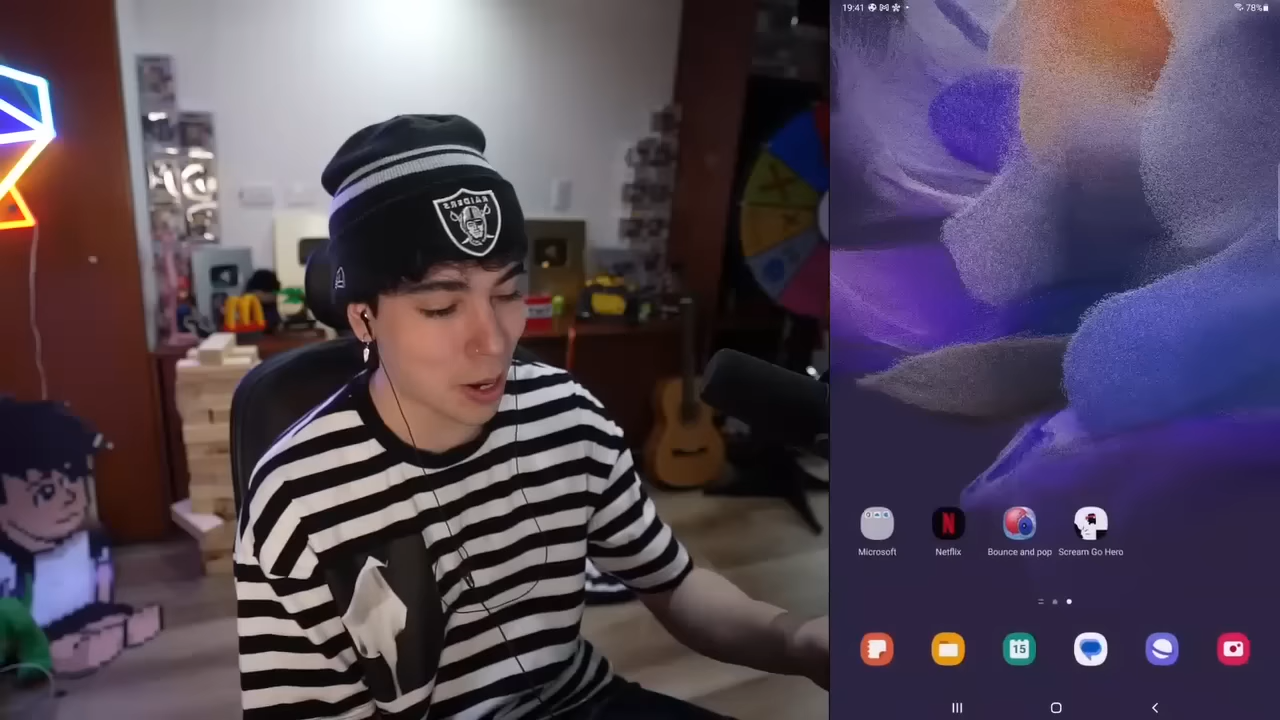 19:41
78%
RAIDERS
Microsoft
Netflix
Bounce and pop
Scream Go Hero
15